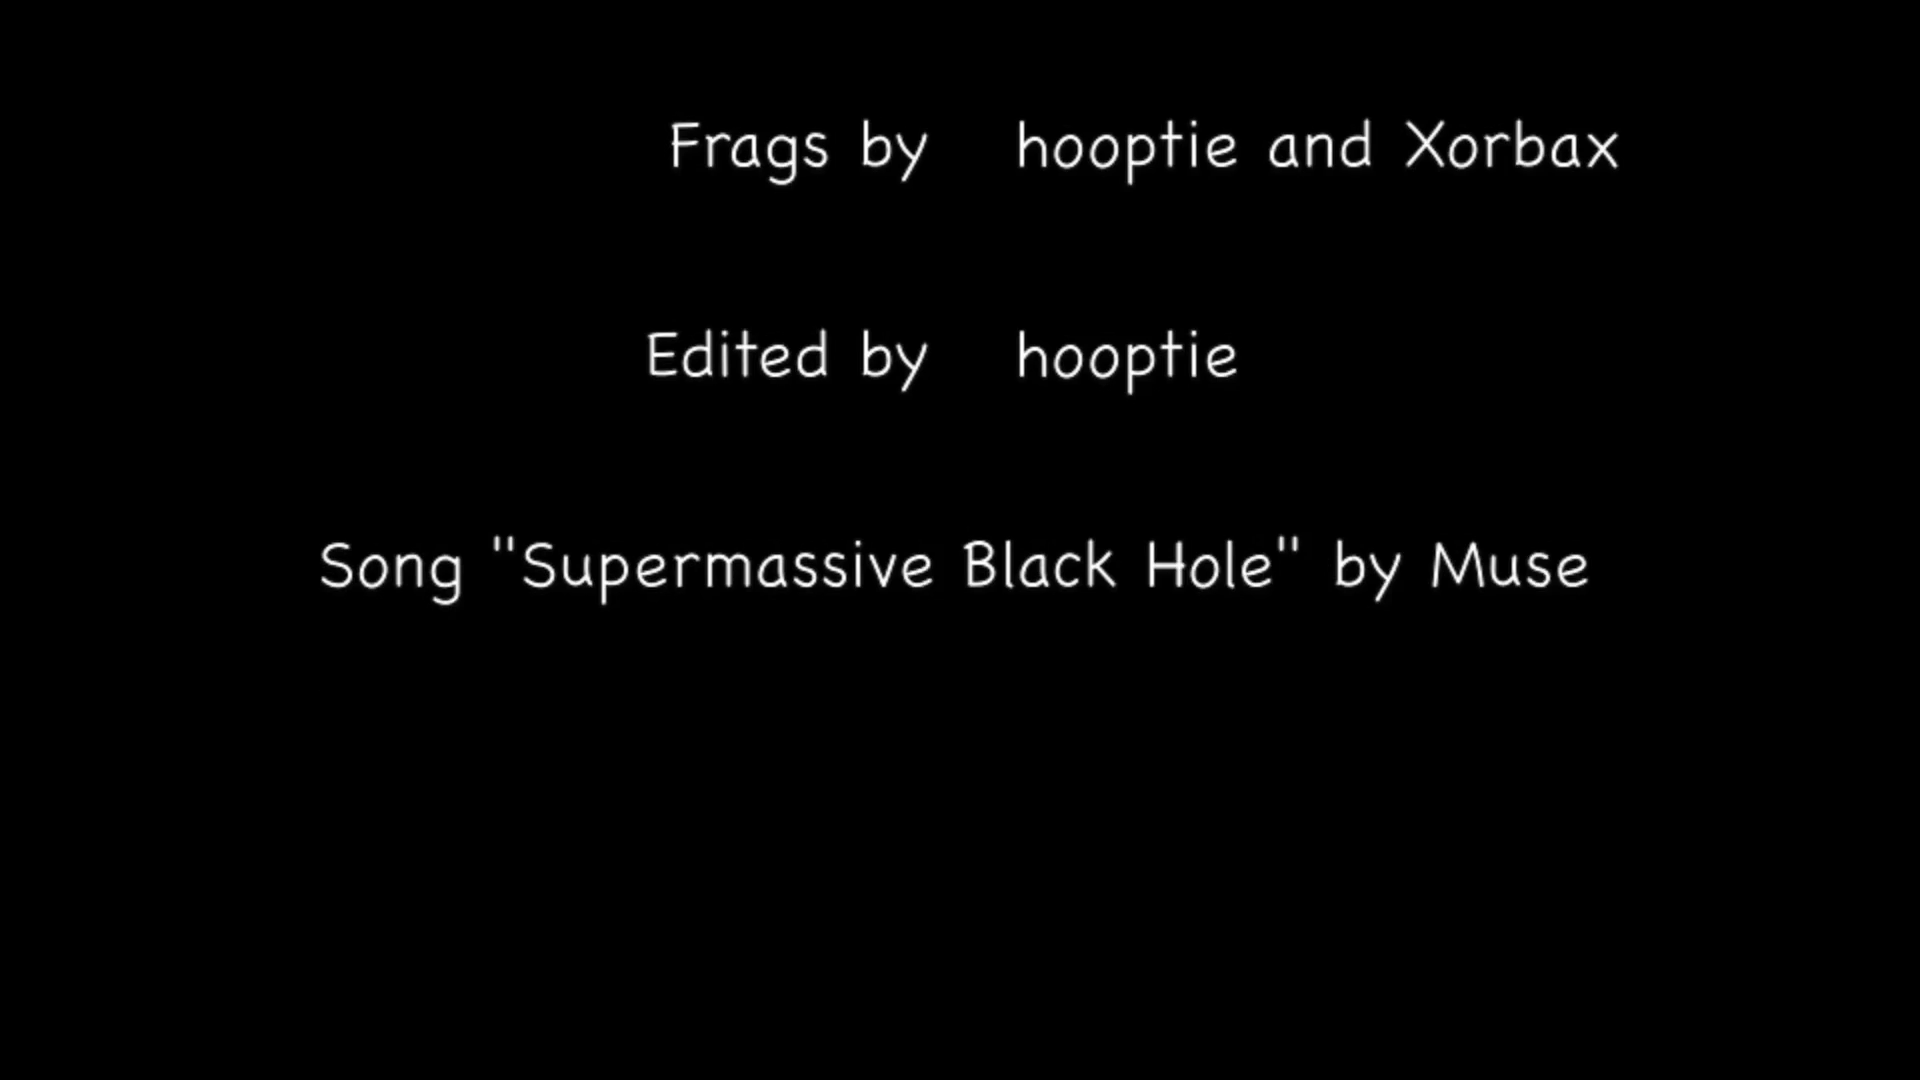 Frags by hooptie and Xorbax
Edited by hooptie
Song "Supermassive Black Hole" by Muse